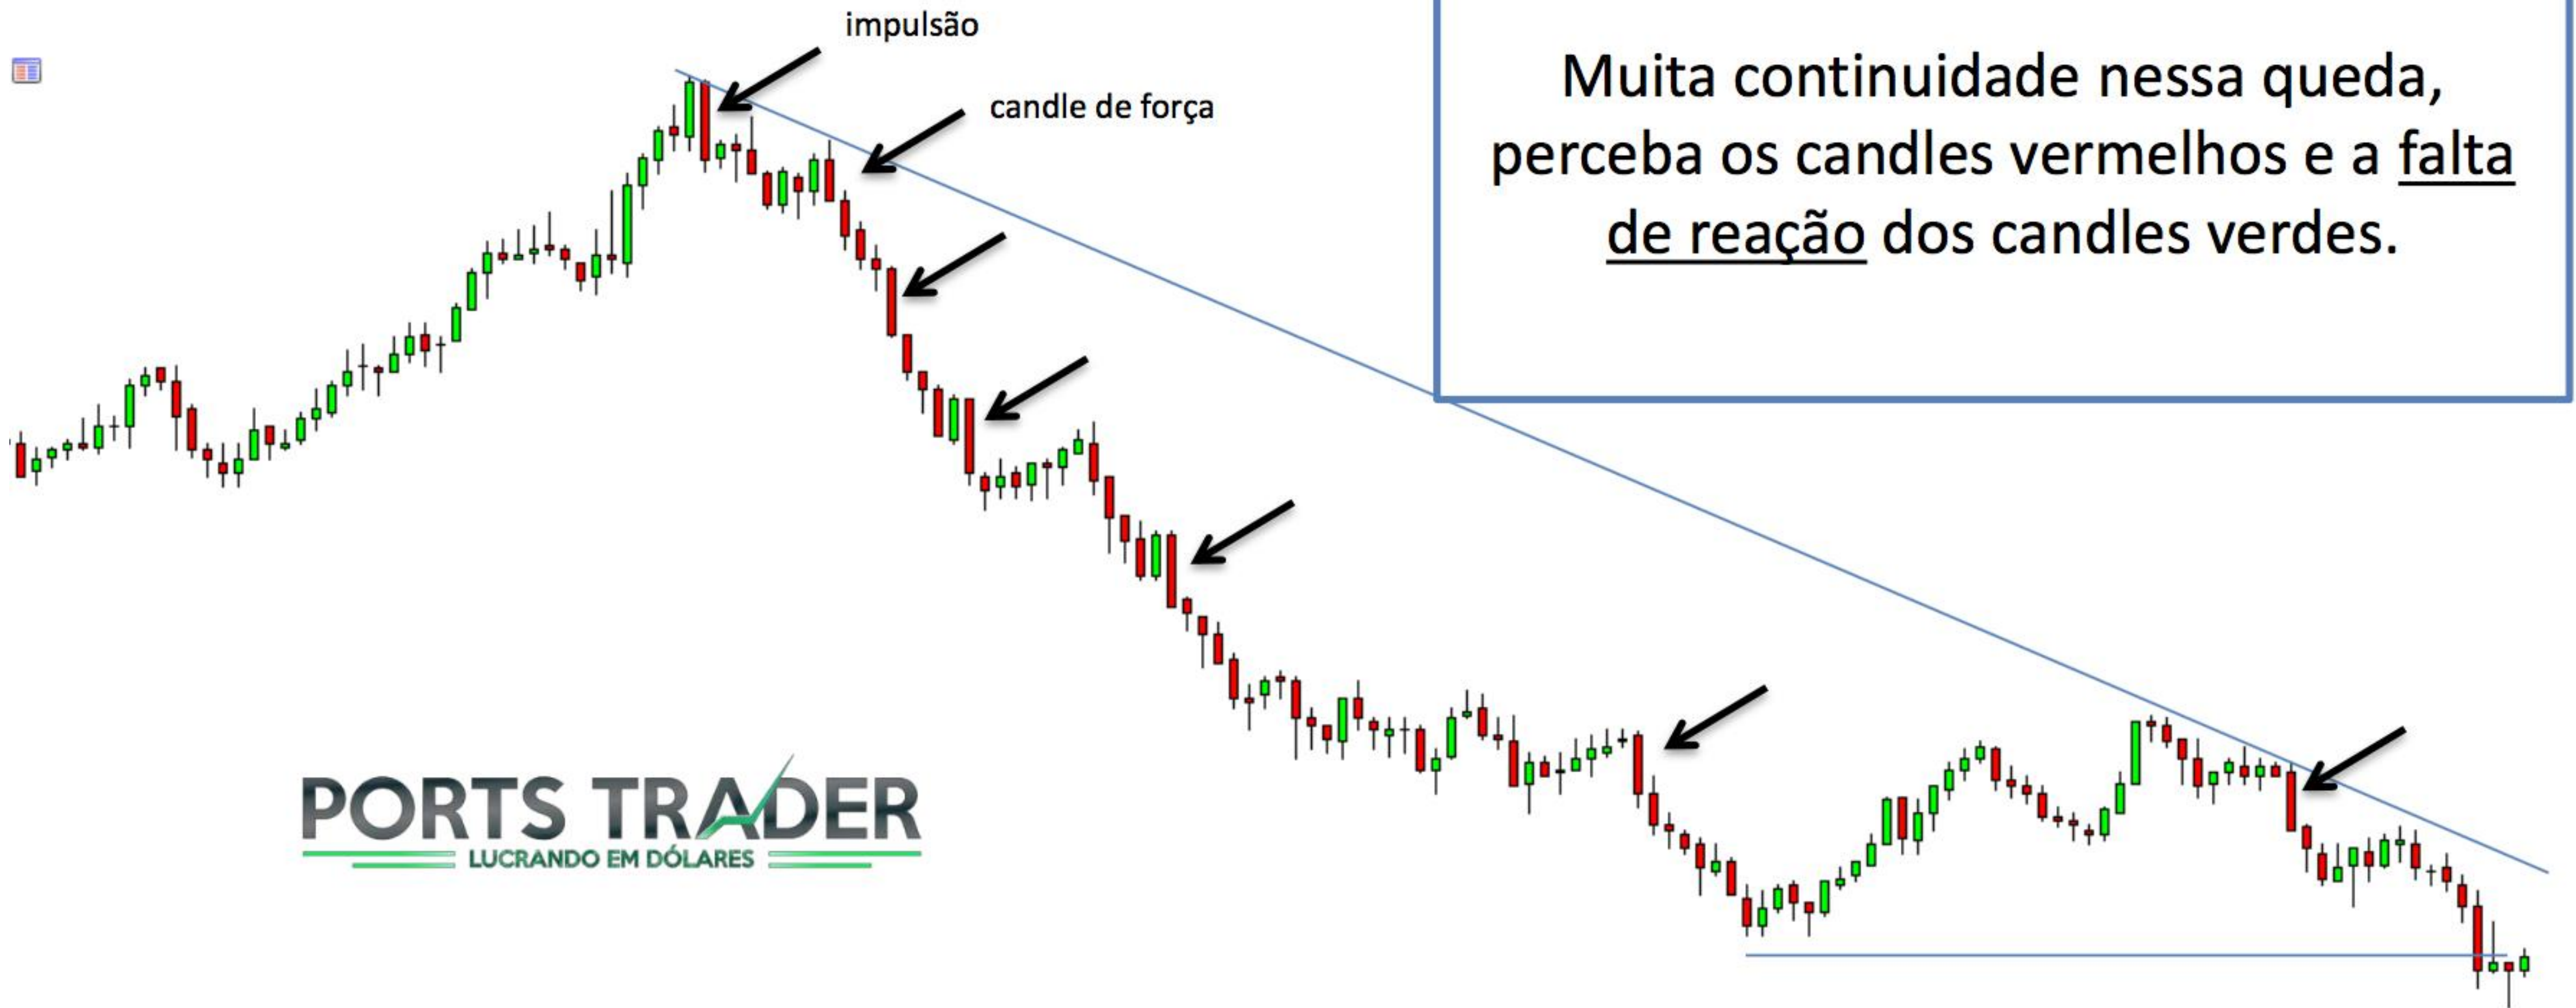 impulsão
candle de força
Muita continuidade nessa queda,
perceba os candles vermelhos e a falta
de reação dos candles verdes.
PORTS TRADER
LUCRANDO EM DÓLARES